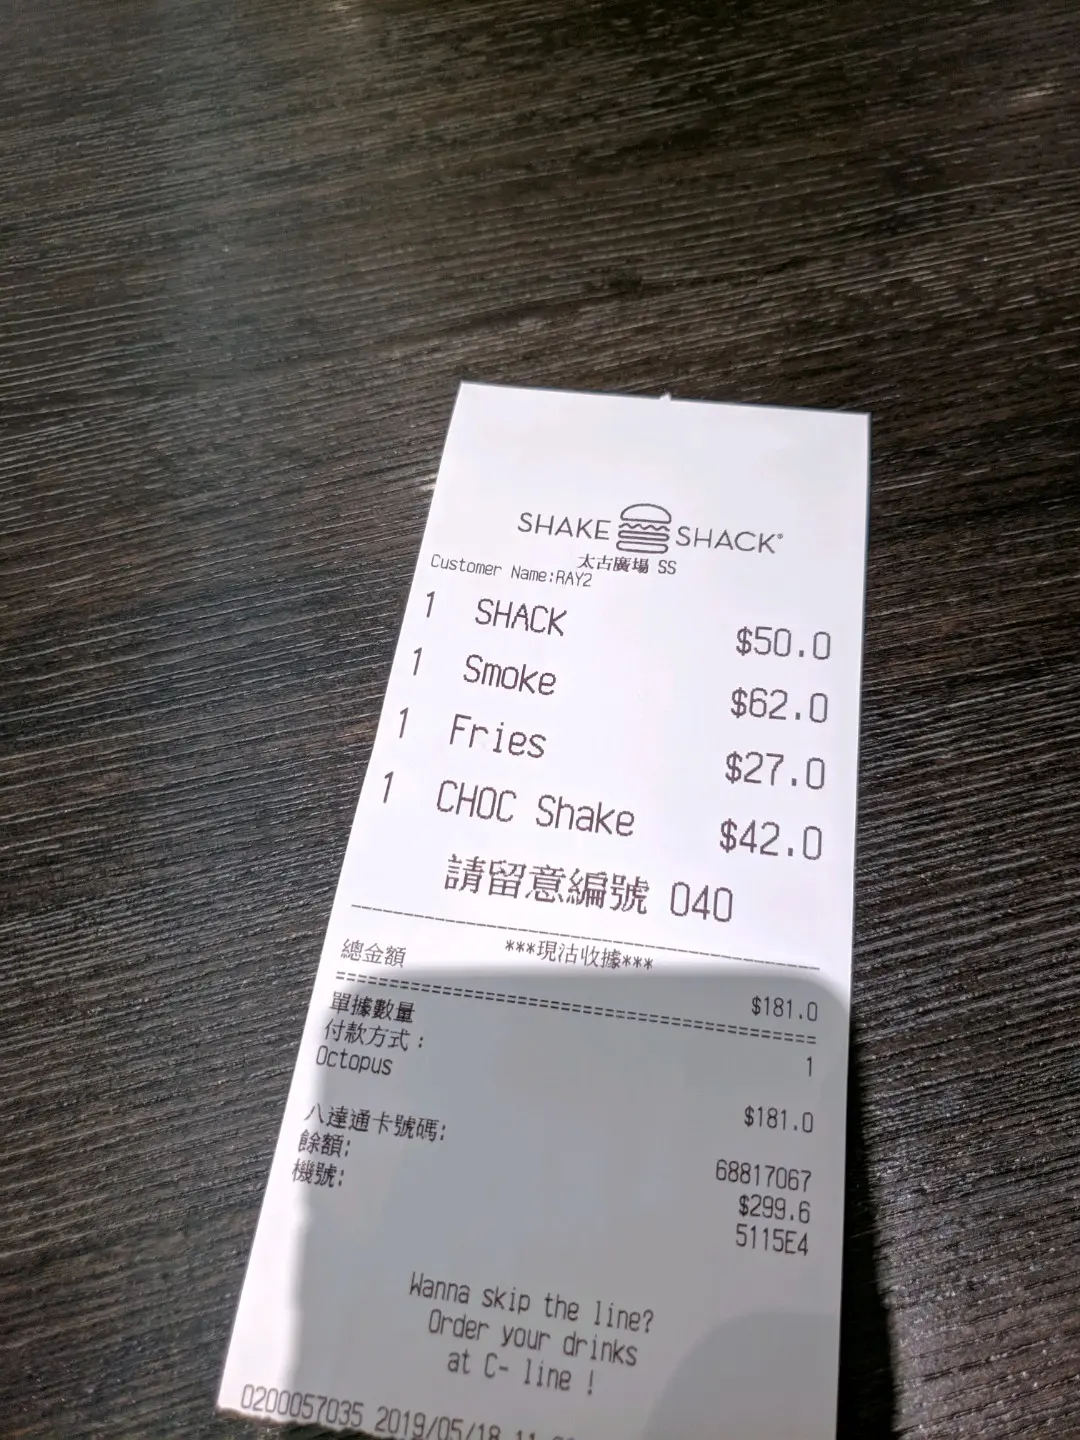 SHAKE SHACK
太古廣場 SS
Customer Name:RAY2
1 SHACK $50.0
1 Smoke $62.0
1 Fries $27.0
1 CHOC Shake $42.0
請留意編號 040
***現沽收據***
總金額 $181.0
單據數量 1
付款方式：
Octopus $181.0
八達通卡號碼: 68817067
餘額: $299.6
機號: 5115E4
Wanna skip the line?
Order your drinks
at C- line !
0200057035 2019/05/18 11